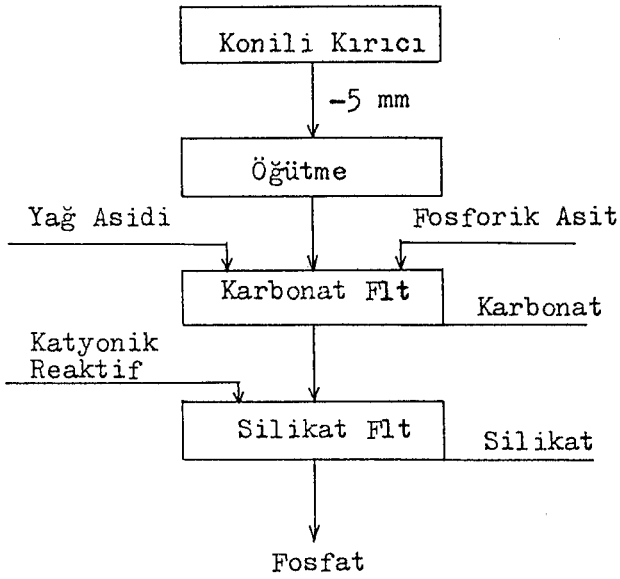 Konili Kırıcı
-5 mm
Öğütme
Yağ Asidi
Fosforik Asit
Karbonat Flt
Karbonat
Katyonik
Reaktif
Silikat Flt
Silikat
Fosfat